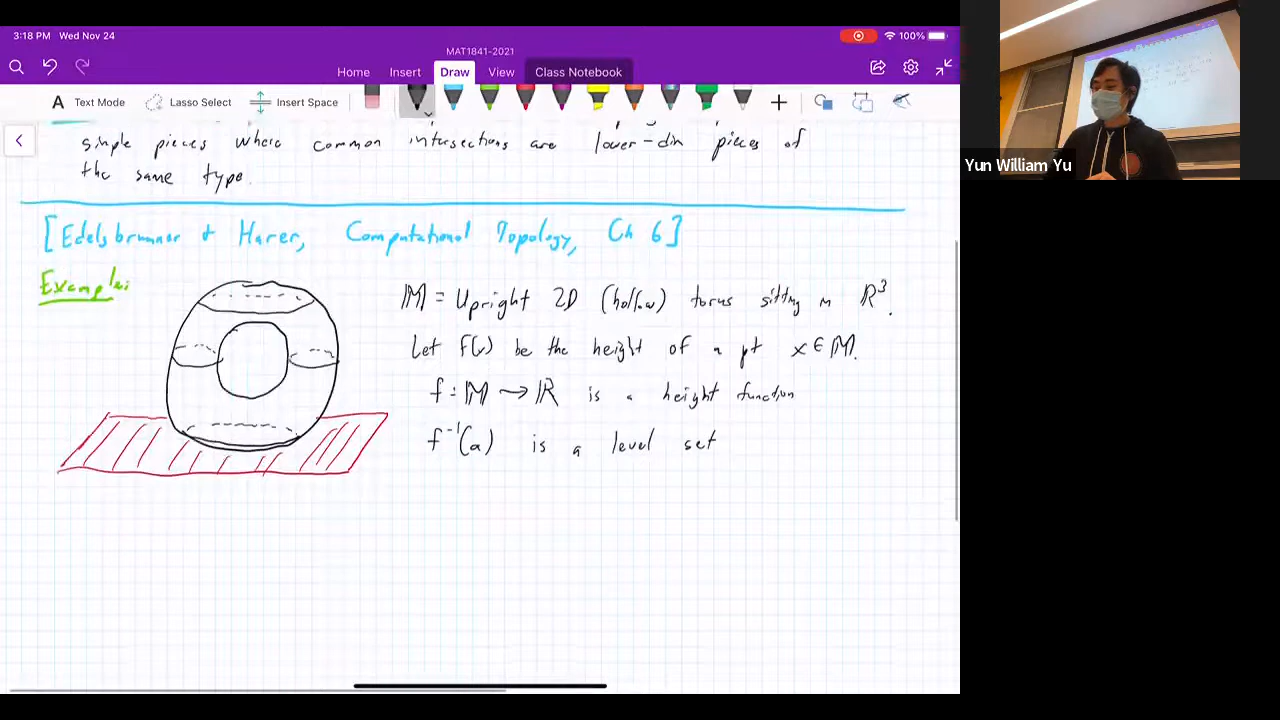 3:18 PM Wed Nov 24
100%
MAT1841-2021
Home Insert Draw View Class Notebook
A Text Mode Lasso Select Insert Space
simple pieces where common intersections are lower-dim pieces of
the same type.
[Edelsbrunner & Harer, Computational Topology, Ch 6]
Example:
𝕄 = Upright 2D (hollow) torus sitting in ℝ³.
Let f(x) be the height of a pt x ∈ 𝕄.
f: 𝕄 → ℝ is a height function
f⁻¹(a) is a level set
Yun William Yu